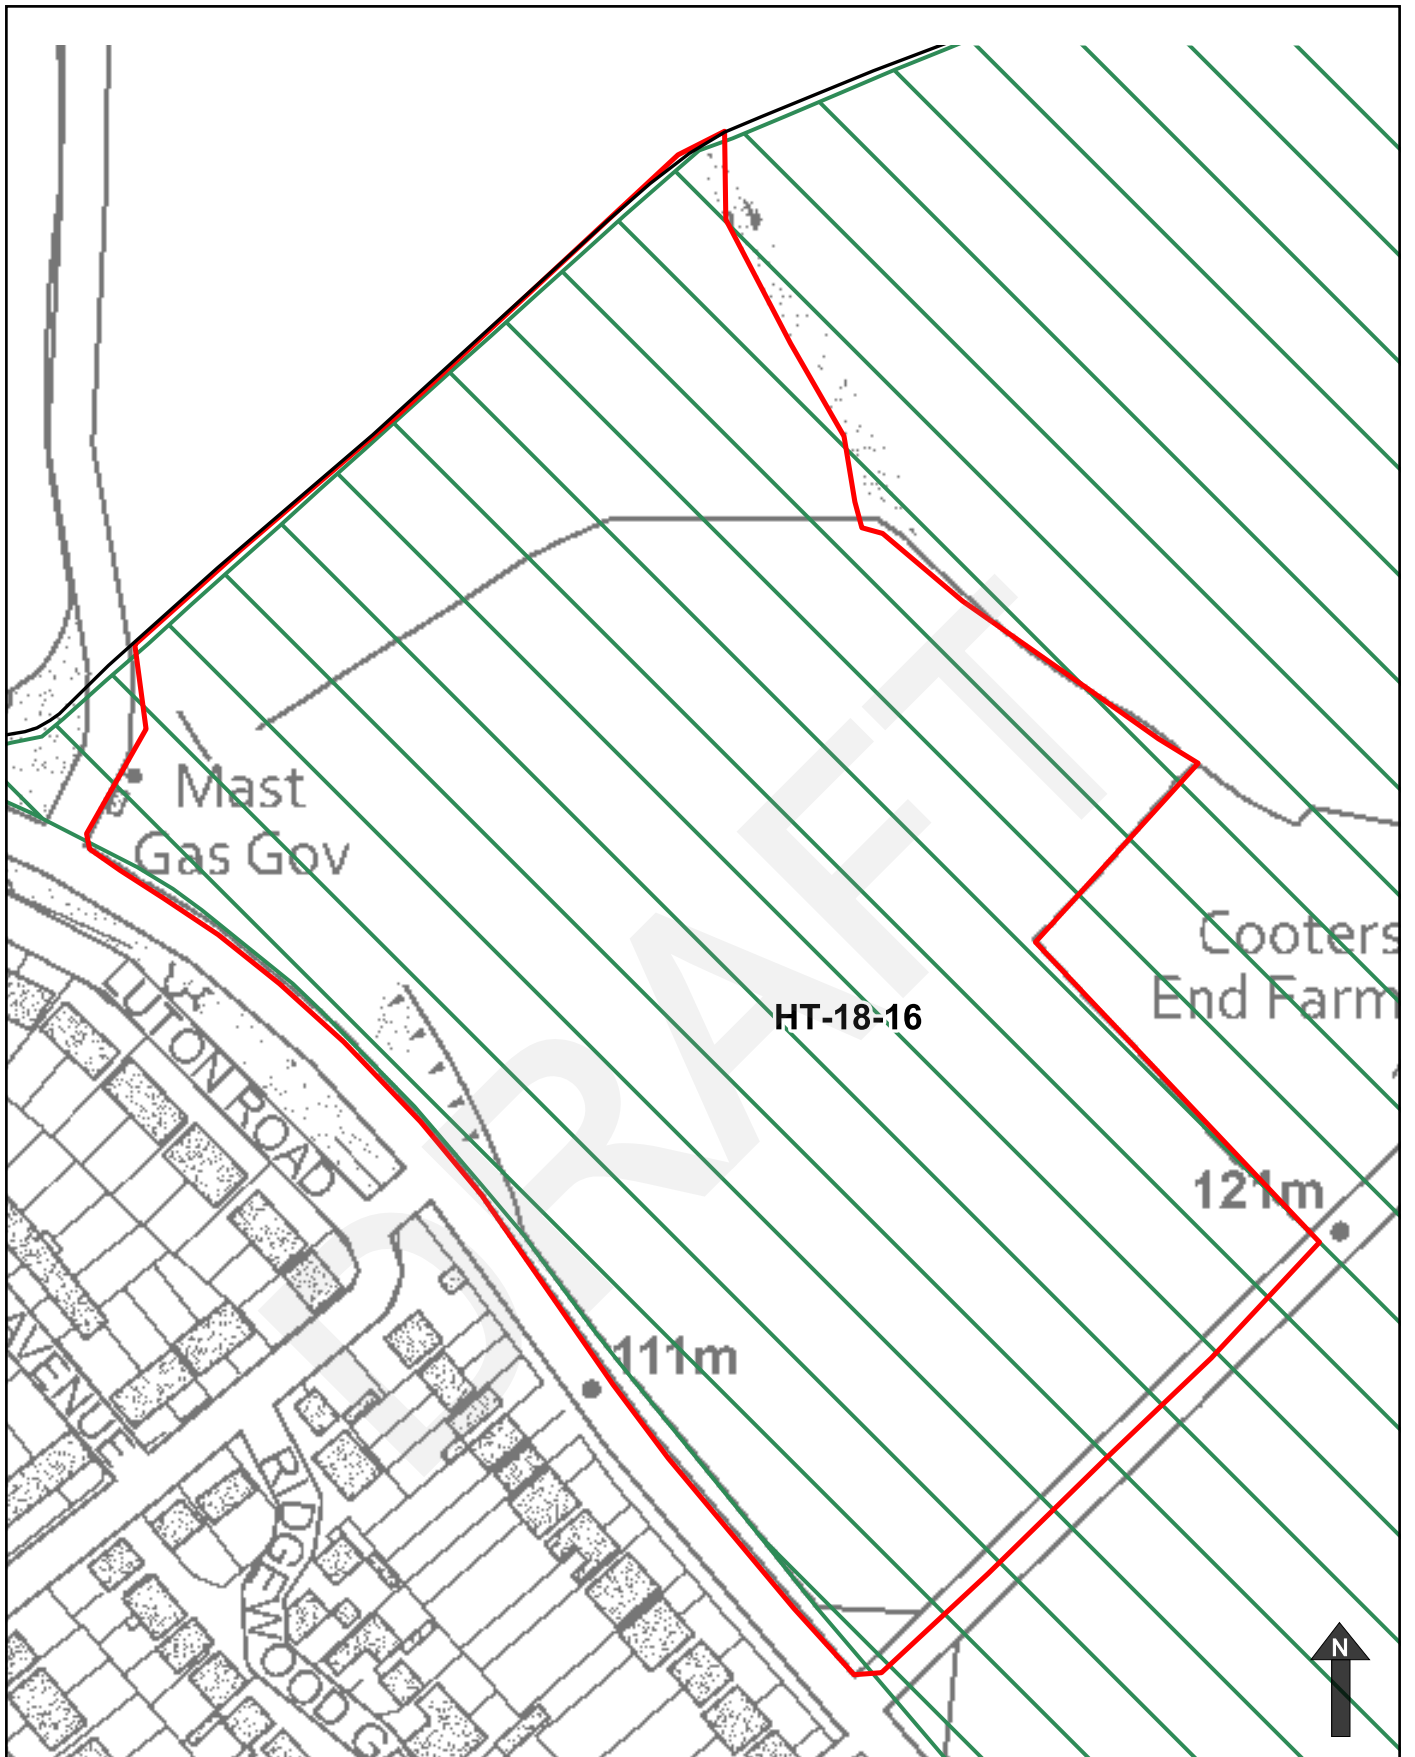 Mast
Gas Gov
Cooters
End Farm
LUTON ROAD
HT-18-16
121m
111m
AVENUE
RIDGEWOOD G
DRAFT
N